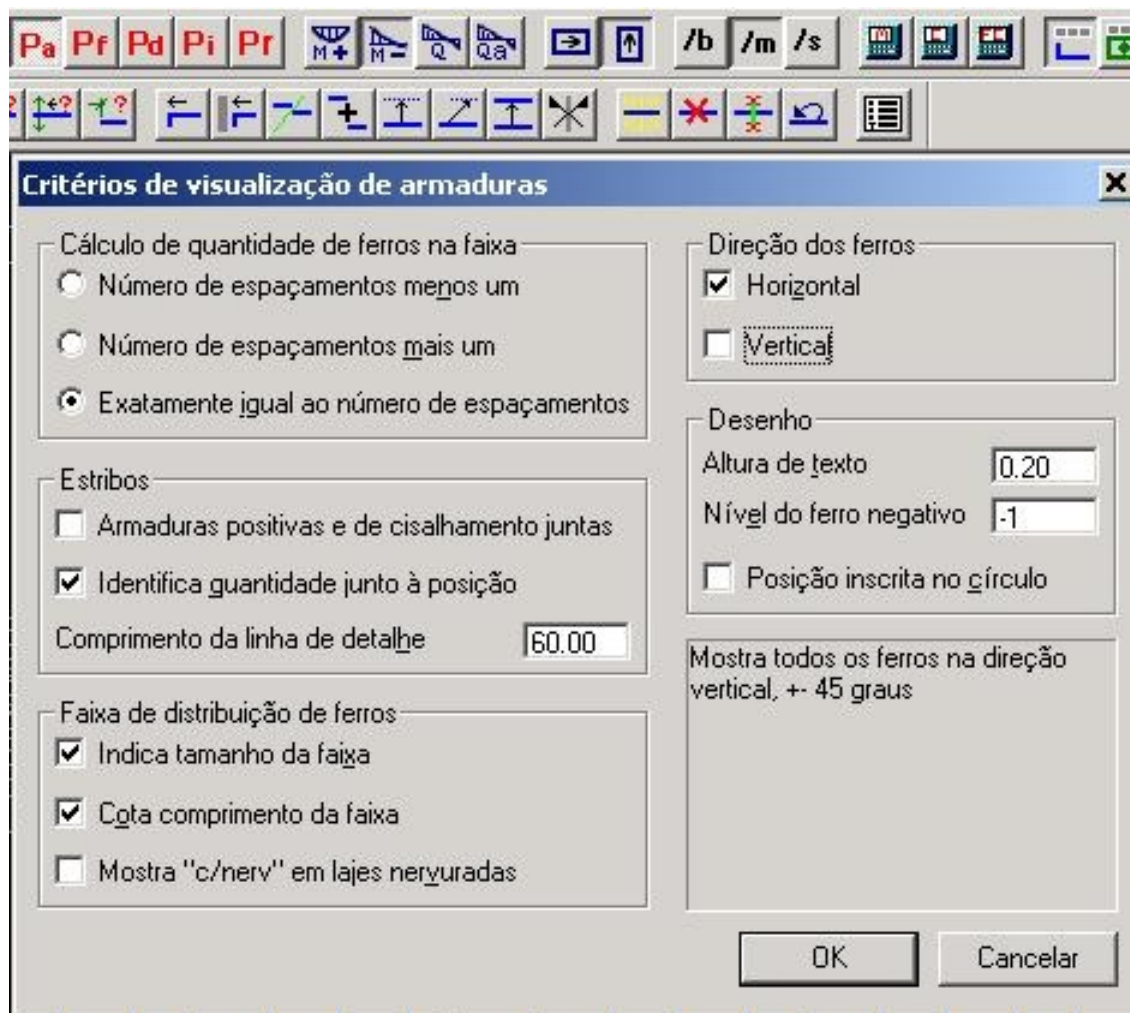 Pa Pf Pd Pi Pr M+ M- Q Qa /b /m /s
Critérios de visualização de armaduras
Cálculo de quantidade de ferros na faixa
Número de espaçamentos menos um
Número de espaçamentos mais um
Exatamente igual ao número de espaçamentos
Estribos
Armaduras positivas e de cisalhamento juntas
Identifica quantidade junto à posição
Comprimento da linha de detalhe 60.00
Faixa de distribuição de ferros
Indica tamanho da faixa
Cota comprimento da faixa
Mostra "c/nerv" em lajes nervuradas
Direção dos ferros
Horizontal
Vertical
Desenho
Altura de texto 0.20
Nível do ferro negativo -1
Posição inscrita no círculo
Mostra todos os ferros na direção
vertical, +- 45 graus
OK Cancelar